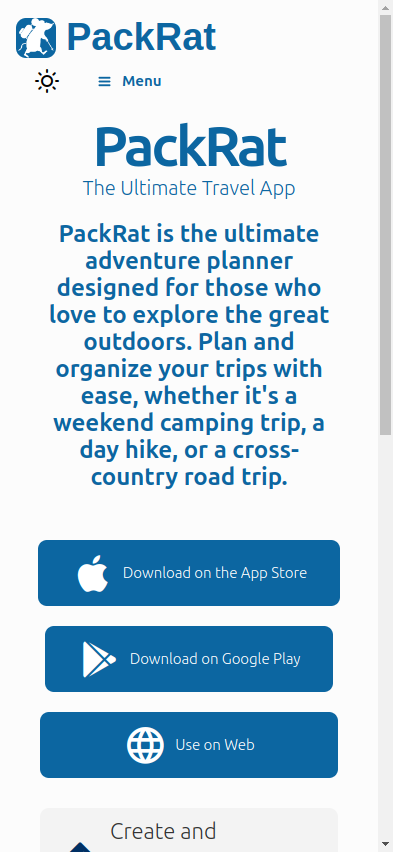 PackRat
Menu
PackRat
The Ultimate Travel App
PackRat is the ultimate
adventure planner
designed for those who
love to explore the great
outdoors. Plan and
organize your trips with
ease, whether it's a
weekend camping trip, a
day hike, or a cross-
country road trip.
Download on the App Store
Download on Google Play
Use on Web
Create and